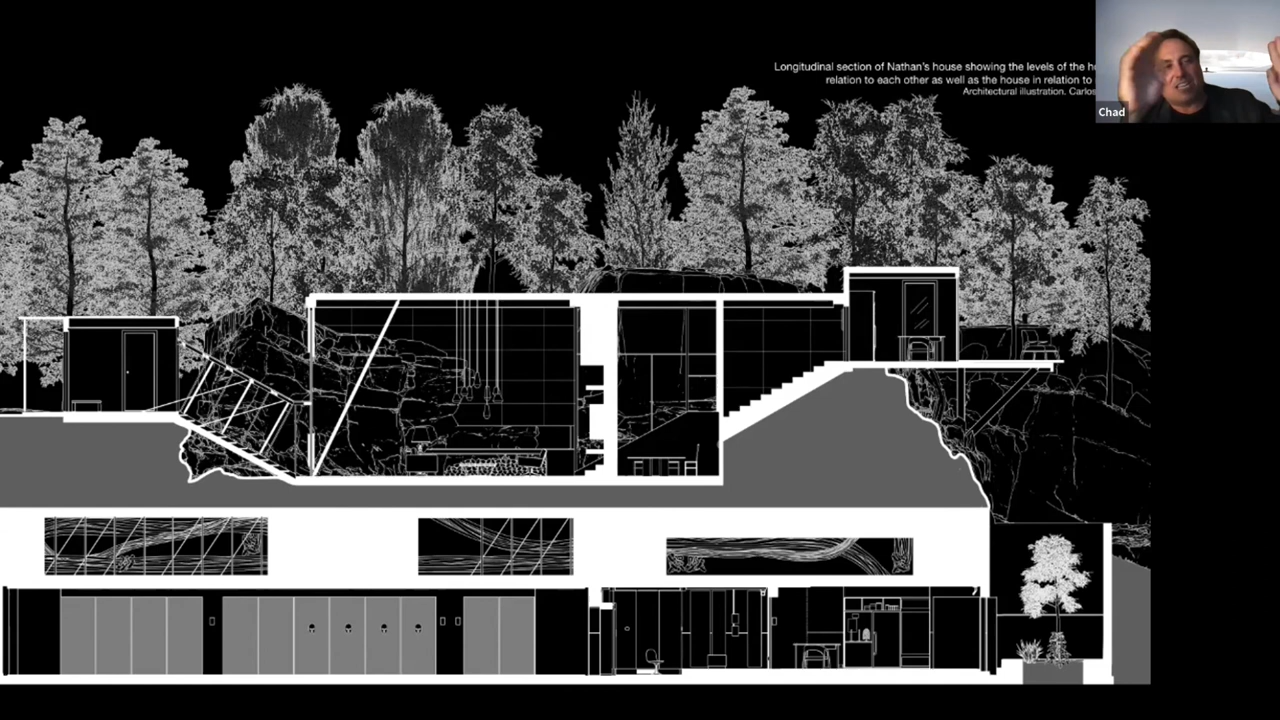 Longitudinal section of Nathan's house showing the levels of the
relation to each other as well as the house in relation to
Architectural illustration. Carlos
Chad